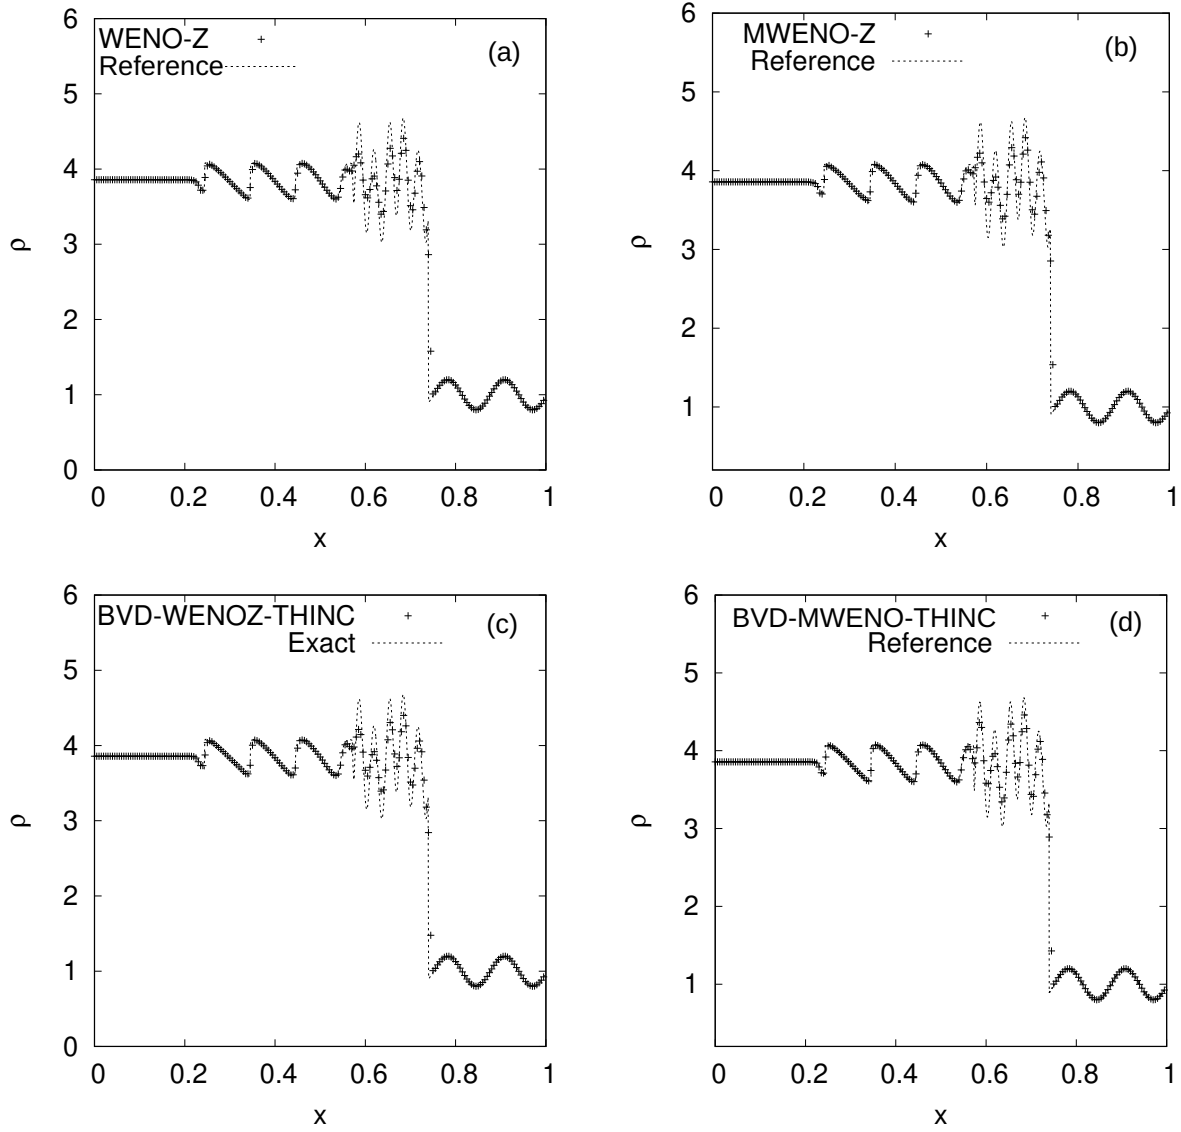 6
WENO-Z
(a)
Reference
5
4
ρ
3
2
1
0
0 0.2 0.4 0.6 0.8 1
x
6
MWENO-Z
(b)
Reference
5
4
ρ
3
2
1
0 0.2 0.4 0.6 0.8 1
x
6
BVD-WENOZ-THINC
(c)
Exact
5
4
ρ
3
2
1
0
0 0.2 0.4 0.6 0.8 1
x
6
BVD-MWENO-THINC
(d)
Reference
5
4
ρ
3
2
1
0 0.2 0.4 0.6 0.8 1
x